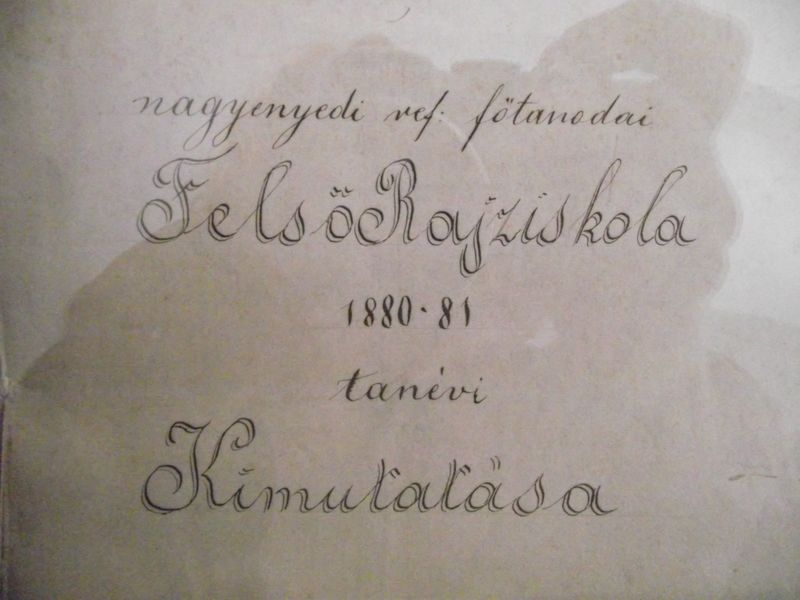 nagyenyedi ref: főtanodai
Felső Rajziskola
1880-81
tanévi
Kimutatása